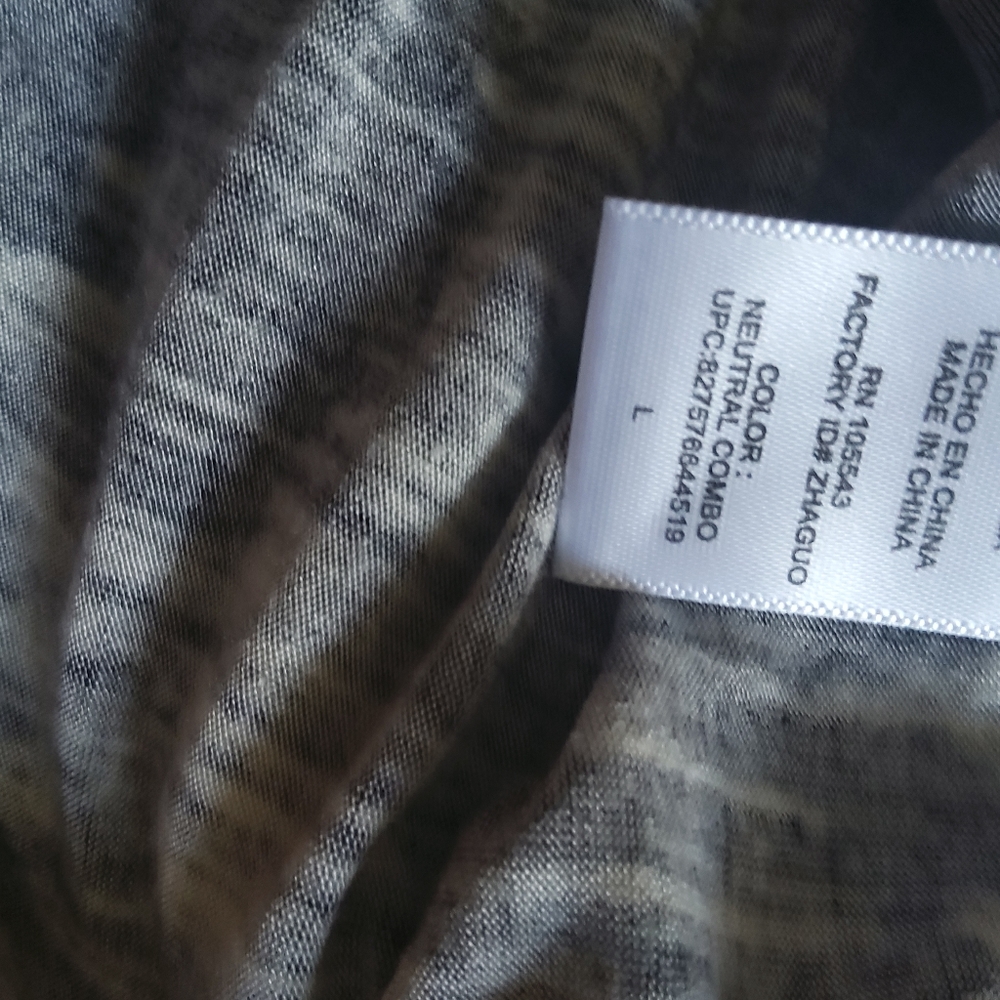 HECHO EN CHINA
MADE IN CHINA
RN 105543
FACTORY ID# ZHAGUO
COLOR:
NEUTRAL COMBO
UPC:827576644519
L